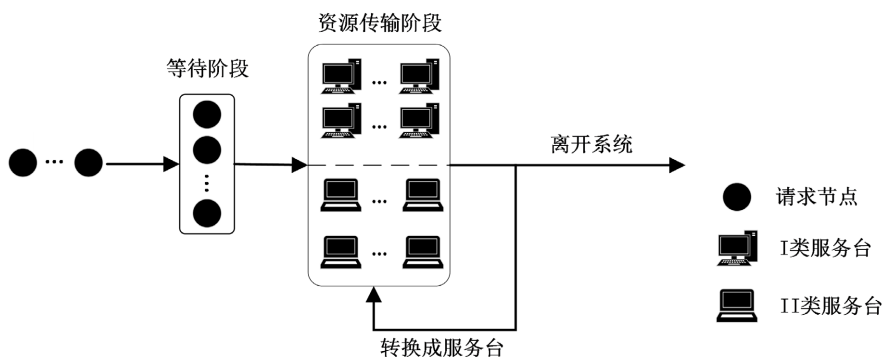 资源传输阶段
等待阶段
离开系统
请求节点
I类服务台
II类服务台
转换成服务台